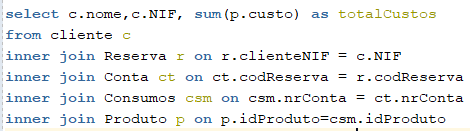 select c.nome,c.NIF, sum(p.custo) as totalCustos
from cliente c
inner join Reserva r on r.clienteNIF = c.NIF
inner join Conta ct on ct.codReserva = r.codReserva
inner join Consumos csm on csm.nrConta = ct.nrConta
inner join Produto p on p.idProduto=csm.idProduto